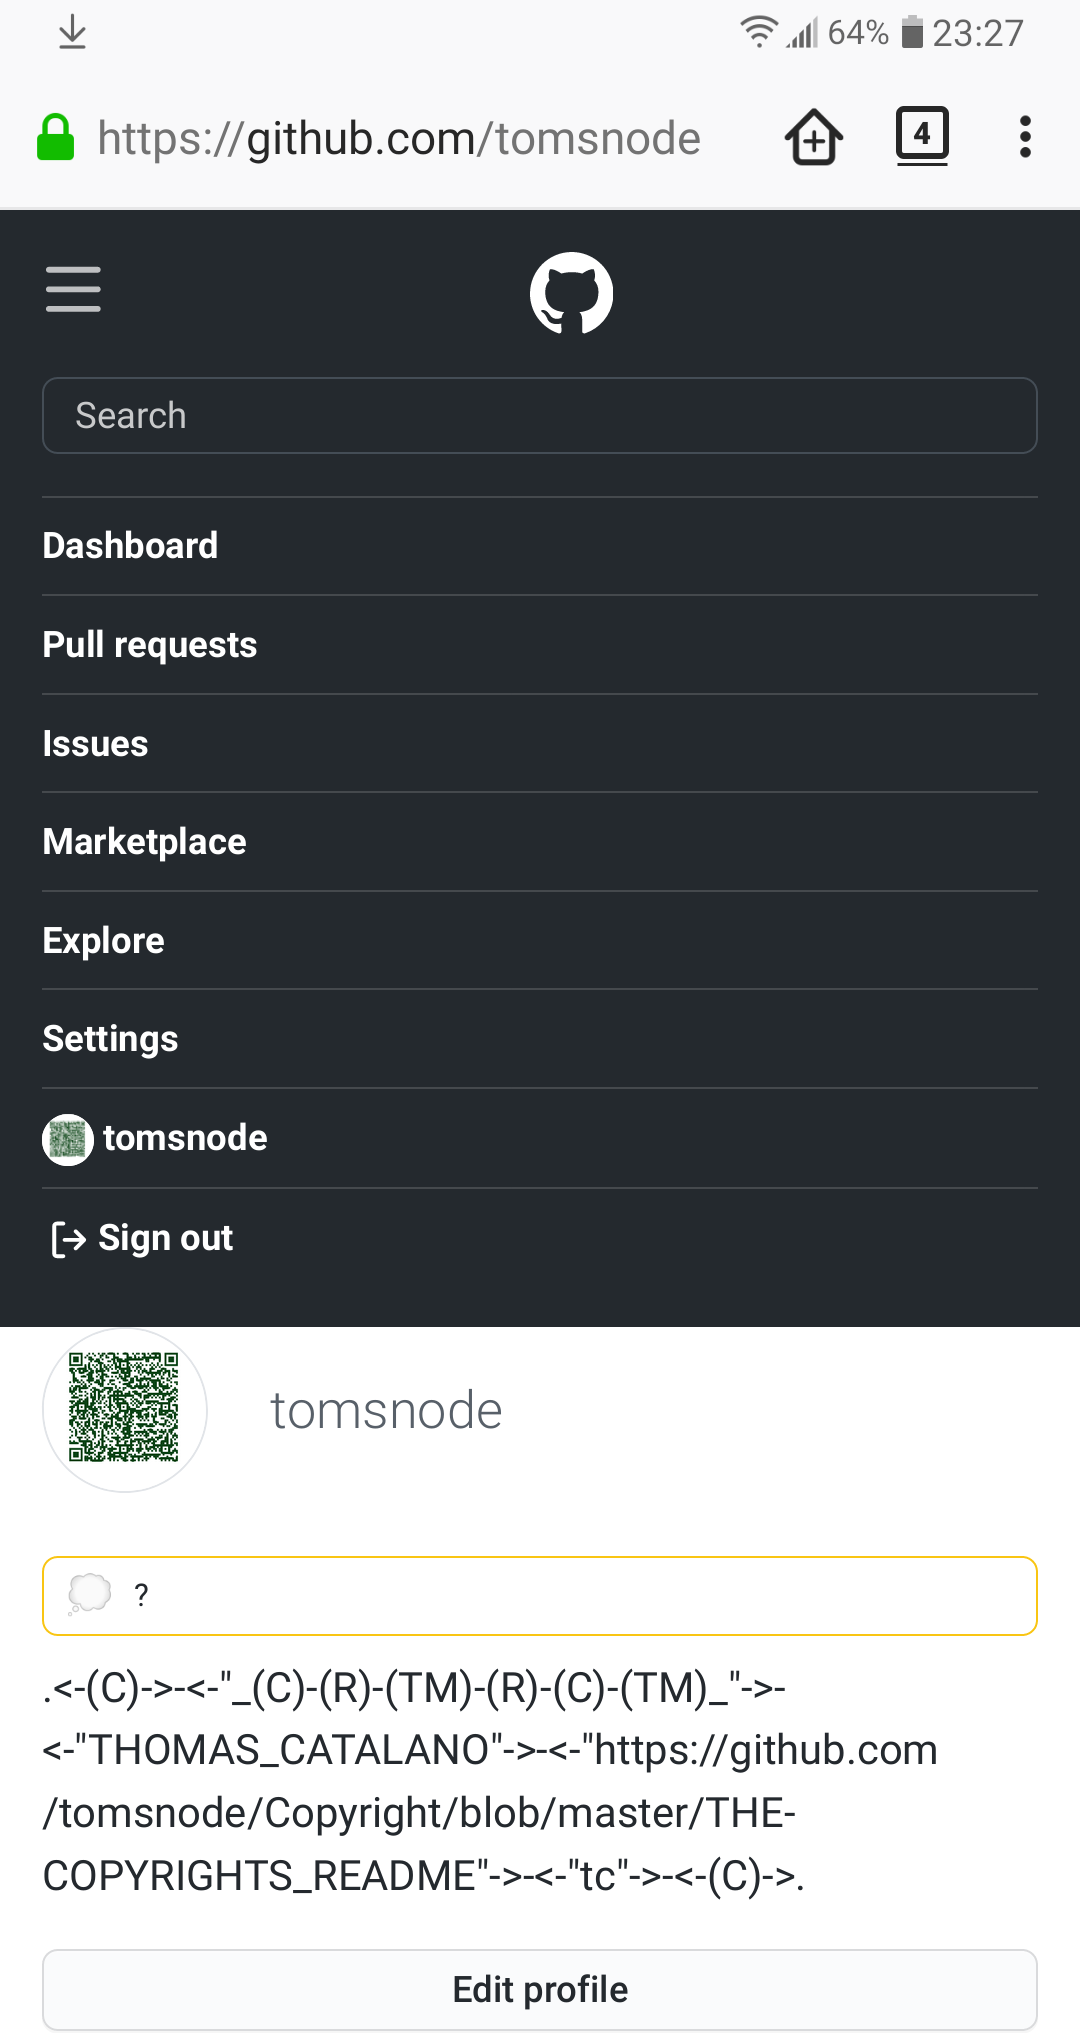 64% 23:27
https://github.com/tomsnode 4
Search
Dashboard
Pull requests
Issues
Marketplace
Explore
Settings
tomsnode
Sign out
tomsnode
?
.<-(C)->-<-"_(C)-(R)-(TM)-(R)-(C)-(TM)_"->-
<-"THOMAS_CATALANO"->-<-"https://github.com
/tomsnode/Copyright/blob/master/THE-
COPYRIGHTS_README"->-<-"tc"->-<-(C)->.
Edit profile